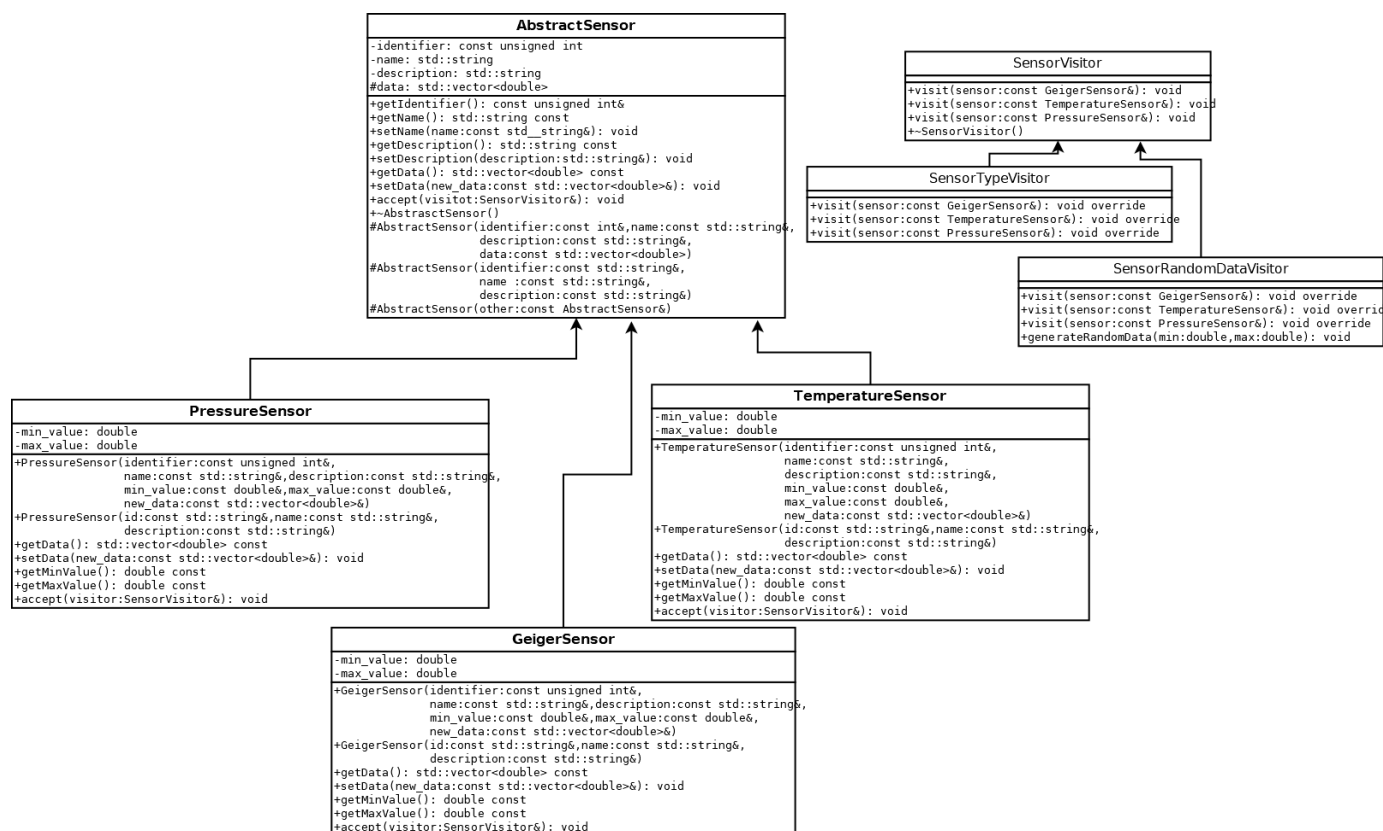 AbstractSensor
-identifier: const unsigned int
-name: std::string
-description: std::string
#data: std::vector<double>
+getIdentifier(): const unsigned int&
+getName(): std::string const
+setName(name:const std__string&): void
+getDescription(): std::string const
+setDescription(description:std::string&): void
+getData(): std::vector<double> const
+setData(new_data:const std::vector<double>&): void
+accept(visitot:SensorVisitor&): void
+~AbstrasctSensor()
#AbstractSensor(identifier:const int&,name:const std::string&,
description:const std::string&,
data:const std::vector<double>)
#AbstractSensor(identifier:const std::string&,
name :const std::string&,
description:const std::string&)
#AbstractSensor(other:const AbstractSensor&)
SensorVisitor
+visit(sensor:const GeigerSensor&): void
+visit(sensor:const TemperatureSensor&): void
+visit(sensor:const PressureSensor&): void
+~SensorVisitor()
SensorTypeVisitor
+visit(sensor:const GeigerSensor&): void override
+visit(sensor:const TemperatureSensor&): void override
+visit(sensor:const PressureSensor&): void override
SensorRandomDataVisitor
+visit(sensor:const GeigerSensor&): void override
+visit(sensor:const TemperatureSensor&): void overrid
+visit(sensor:const PressureSensor&): void override
+generateRandomData(min:double,max:double): void
PressureSensor
-min_value: double
-max_value: double
+PressureSensor(identifier:const unsigned int&,
name:const std::string&,description:const std::string&,
min_value:const double&,max_value:const double&,
new_data:const std::vector<double>&)
+PressureSensor(id:const std::string&,name:const std::string&,
description:const std::string&)
+getData(): std::vector<double> const
+setData(new_data:const std::vector<double>&): void
+getMinValue(): double const
+getMaxValue(): double const
+accept(visitor:SensorVisitor&): void
TemperatureSensor
-min_value: double
-max_value: double
+TemperatureSensor(identifier:const unsigned int&,
name:const std::string&,
description:const std::string&,
min_value:const double&,
max_value:const double&,
new_data:const std::vector<double>&)
+TemperatureSensor(id:const std::string&,name:const std::string&,
description:const std::string&)
+getData(): std::vector<double> const
+setData(new_data:const std::vector<double>&): void
+getMinValue(): double const
+getMaxValue(): double const
+accept(visitor:SensorVisitor&): void
GeigerSensor
-min_value: double
-max_value: double
+GeigerSensor(identifier:const unsigned int&,
name:const std::string&,description:const std::string&,
min_value:const double&,max_value:const double&,
new_data:const std::vector<double>&)
+GeigerSensor(id:const std::string&,name:const std::string&,
description:const std::string&)
+getData(): std::vector<double> const
+setData(new_data:const std::vector<double>&): void
+getMinValue(): double const
+getMaxValue(): double const
+accept(visitor:SensorVisitor&): void